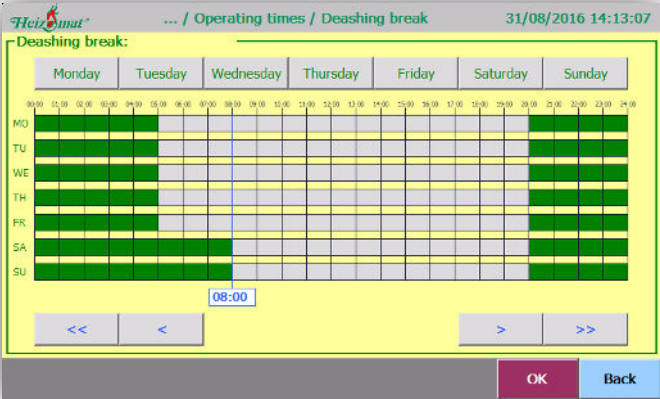 Heizomat
... / Operating times / Deashing break
31/08/2016 14:13:07
Deashing break:
Monday Tuesday Wednesday Thursday Friday Saturday Sunday
00:00 01:00 02:00 03:00 04:00 05:00 06:00 07:00 08:00 09:00 10:00 11:00 12:00 13:00 14:00 15:00 16:00 17:00 18:00 19:00 20:00 21:00 22:00 23:00 24:00
MO
TU
WE
TH
FR
SA
SU
08:00
<< < > >>
OK Back